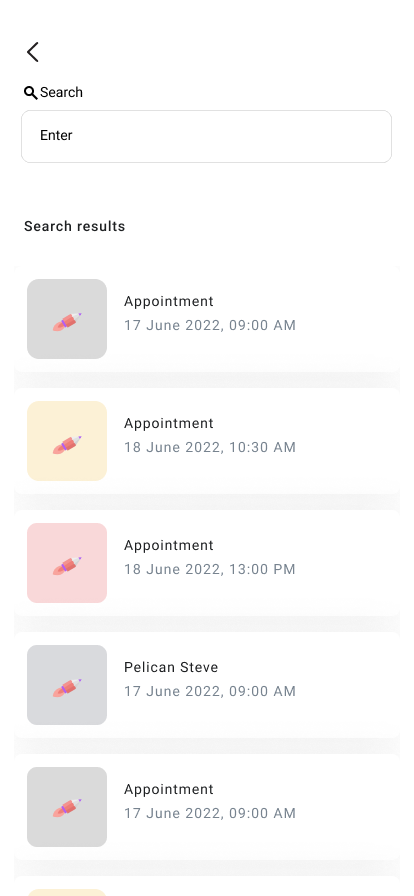 Search
Enter
Search results
Appointment
17 June 2022, 09:00 AM
Appointment
18 June 2022, 10:30 AM
Appointment
18 June 2022, 13:00 PM
Pelican Steve
17 June 2022, 09:00 AM
Appointment
17 June 2022, 09:00 AM